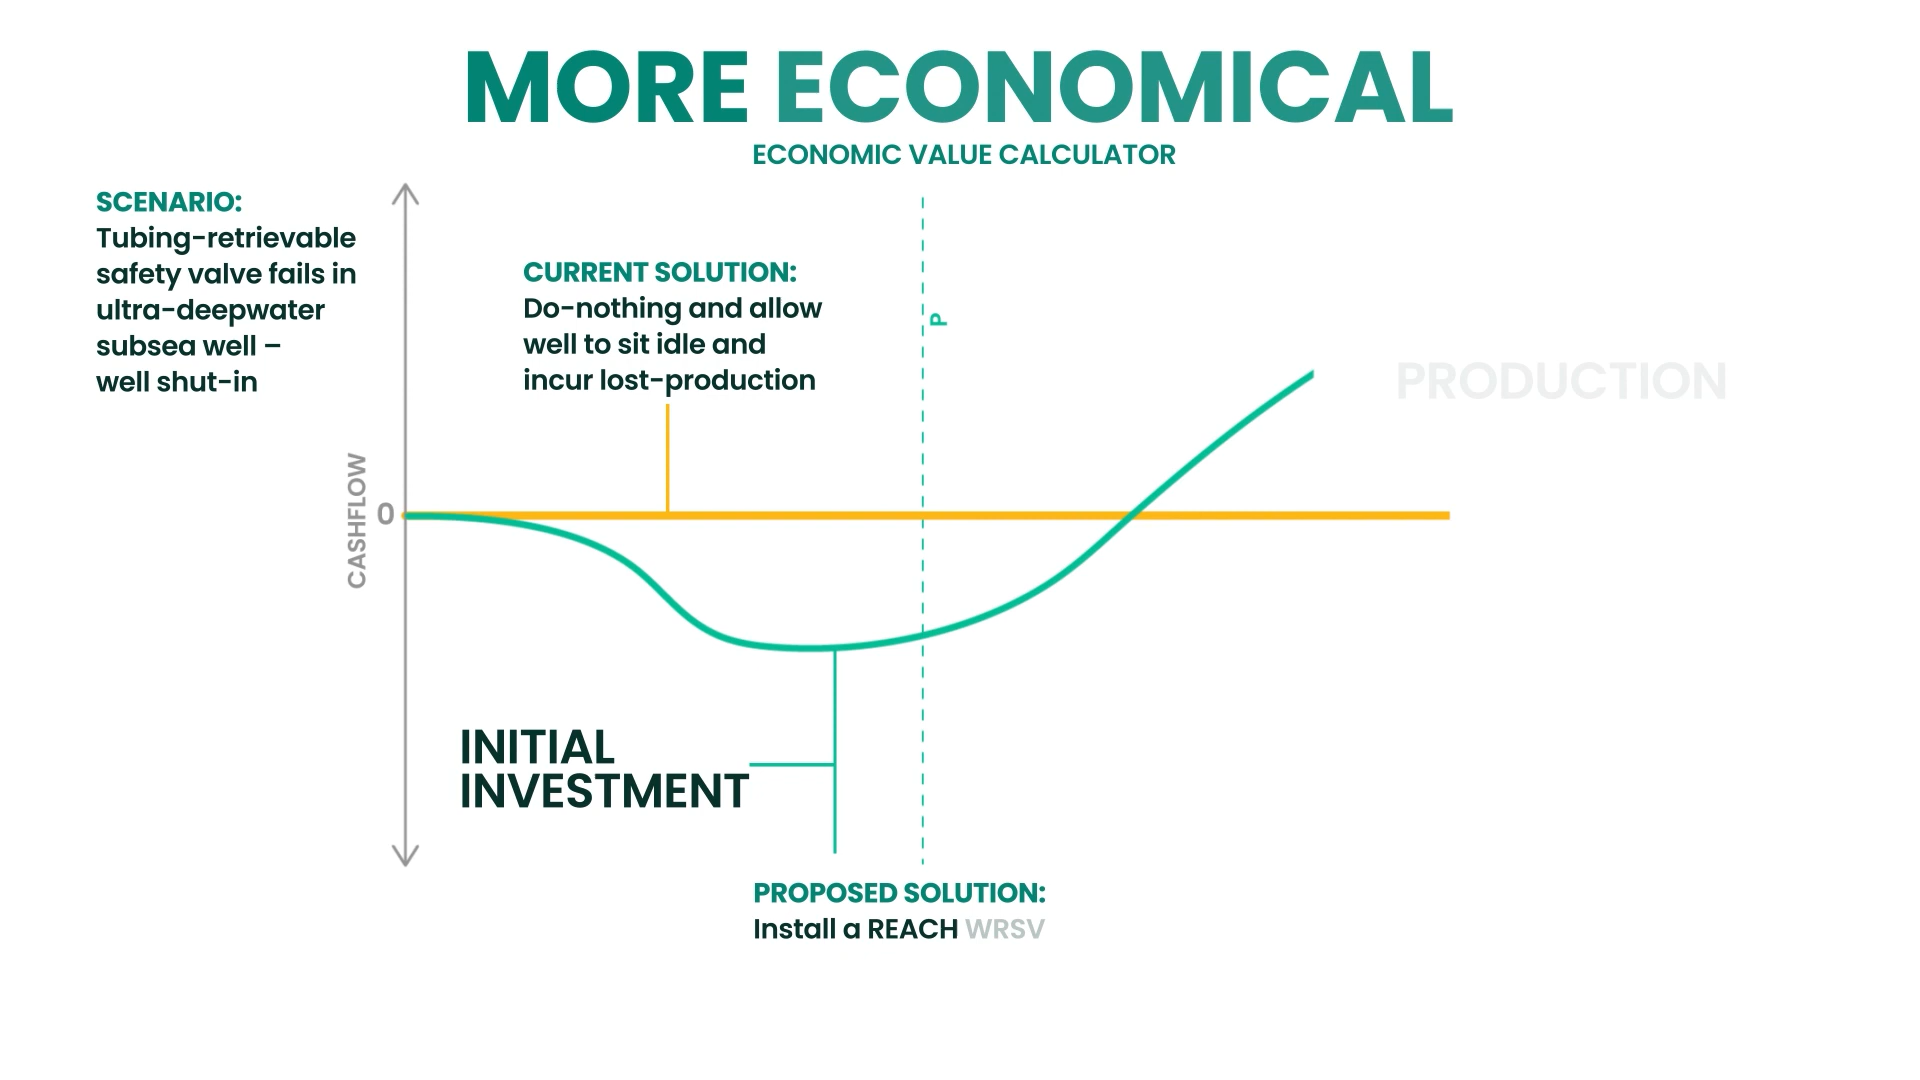 MORE ECONOMICAL
ECONOMIC VALUE CALCULATOR
SCENARIO:
Tubing-retrievable
safety valve fails in
ultra-deepwater
subsea well –
well shut-in
CURRENT SOLUTION:
Do-nothing and allow
well to sit idle and
incur lost-production
P
PRODUCTION
CASHFLOW
0
INITIAL
INVESTMENT
PROPOSED SOLUTION:
Install a REACH WRSV